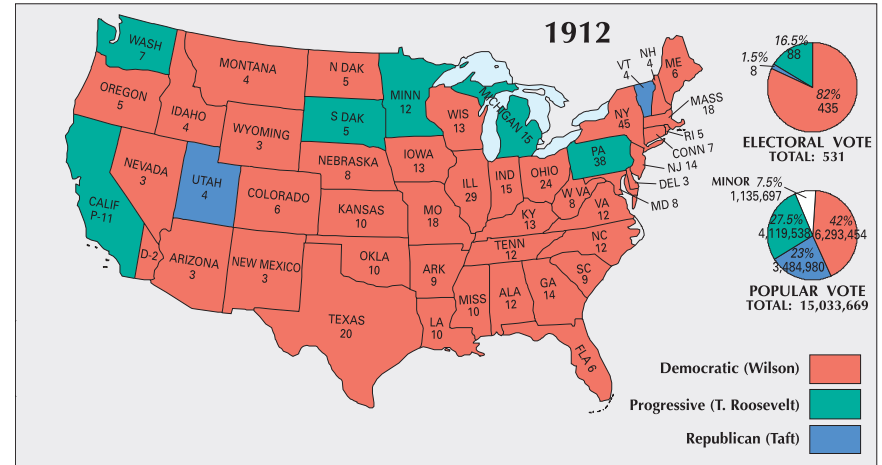 1912
WASH
7
OREGON
5
CALIF
P-11
D-2
NEVADA
3
IDAHO
4
MONTANA
4
WYOMING
3
UTAH
4
COLORADO
6
ARIZONA
3
NEW MEXICO
3
N DAK
5
S DAK
5
NEBRASKA
8
KANSAS
10
OKLA
10
TEXAS
20
MINN
12
IOWA
13
MO
18
ARK
9
LA
10
WIS
13
ILL
29
MICHIGAN 15
IND
15
OHIO
24
KY
13
TENN
12
MISS
10
ALA
12
GA
14
FLA 6
SC
9
NC
12
VA
12
W VA
8
PA
38
NY
45
VT
4
NH
4
ME
6
MASS
18
RI 5
CONN 7
NJ 14
DEL 3
MD 8
16.5%
88
1.5%
8
82%
435
ELECTORAL VOTE
TOTAL: 531
MINOR 7.5%
1,135,697
27.5%
4,119,538
42%
6,293,454
23%
3,484,980
POPULAR VOTE
TOTAL: 15,033,669
Democratic (Wilson)
Progressive (T. Roosevelt)
Republican (Taft)